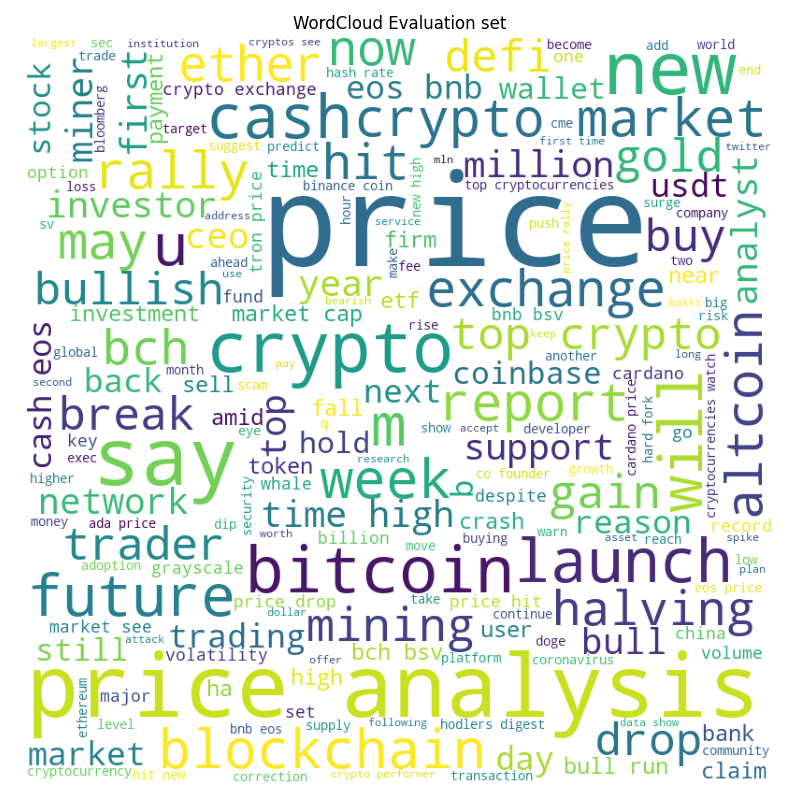 WordCloud Evaluation set
largest
institution
cryptos see
now
defi
become
add
world
stock
sec
trade
bloomberg
miner
first
payment
ether
hash rate
one
new
end
crypto exchange
eos bnb
wallet
target
cash
crypto market
cme
first time
twitter
option
rally
suggest
predict
time
hit
mln
million
gold
analyst
loss
binance coin
new high
top cryptocurrencies
usdt
surge
investor
address
hour
price
service
push
price rally
company
sv
may
u
ceo
tron price
firm
buy
two
ahead
make
fee
near
bakkt
big
risk
bullish
use
fund
bearish
year
etf
exchange
investment
market cap
bnb bsv
cash eos
global
bch
crypto
rise
top crypto
keep
another
long
altcoin
month
pay
second
back
sell
next
coinbase
cardano
break
amid
top
scam
fall
q
m
report
will
cardano price
hard fork
cryptocurrencies watch
key
eye
hold
show
accept
developer
support
go
exec
say
research
higher
token
week
b
co founder
growth
network
whale
despite
gain
money
ada price
dip
security
time high
crash
reason
record
worth
billion
move
buying
warn
asset
reach
spike
trader
adoption
grayscale
bitcoin
launch
low
plan
future
price drop
take
price hit
eos price
dollar
continue
halving
market see
attack
trading
mining
user
doge
bull
china
still
volatility
bch bsv
platform
coronavirus
volume
offer
ethereum
major
ha
high
level
set
price analysis
bnb eos
supply
following
hodlers digest
data show
market
blockchain
day
drop
bank
community
cryptocurrency
hit new
correction
crypto performer
transaction
bull run
claim